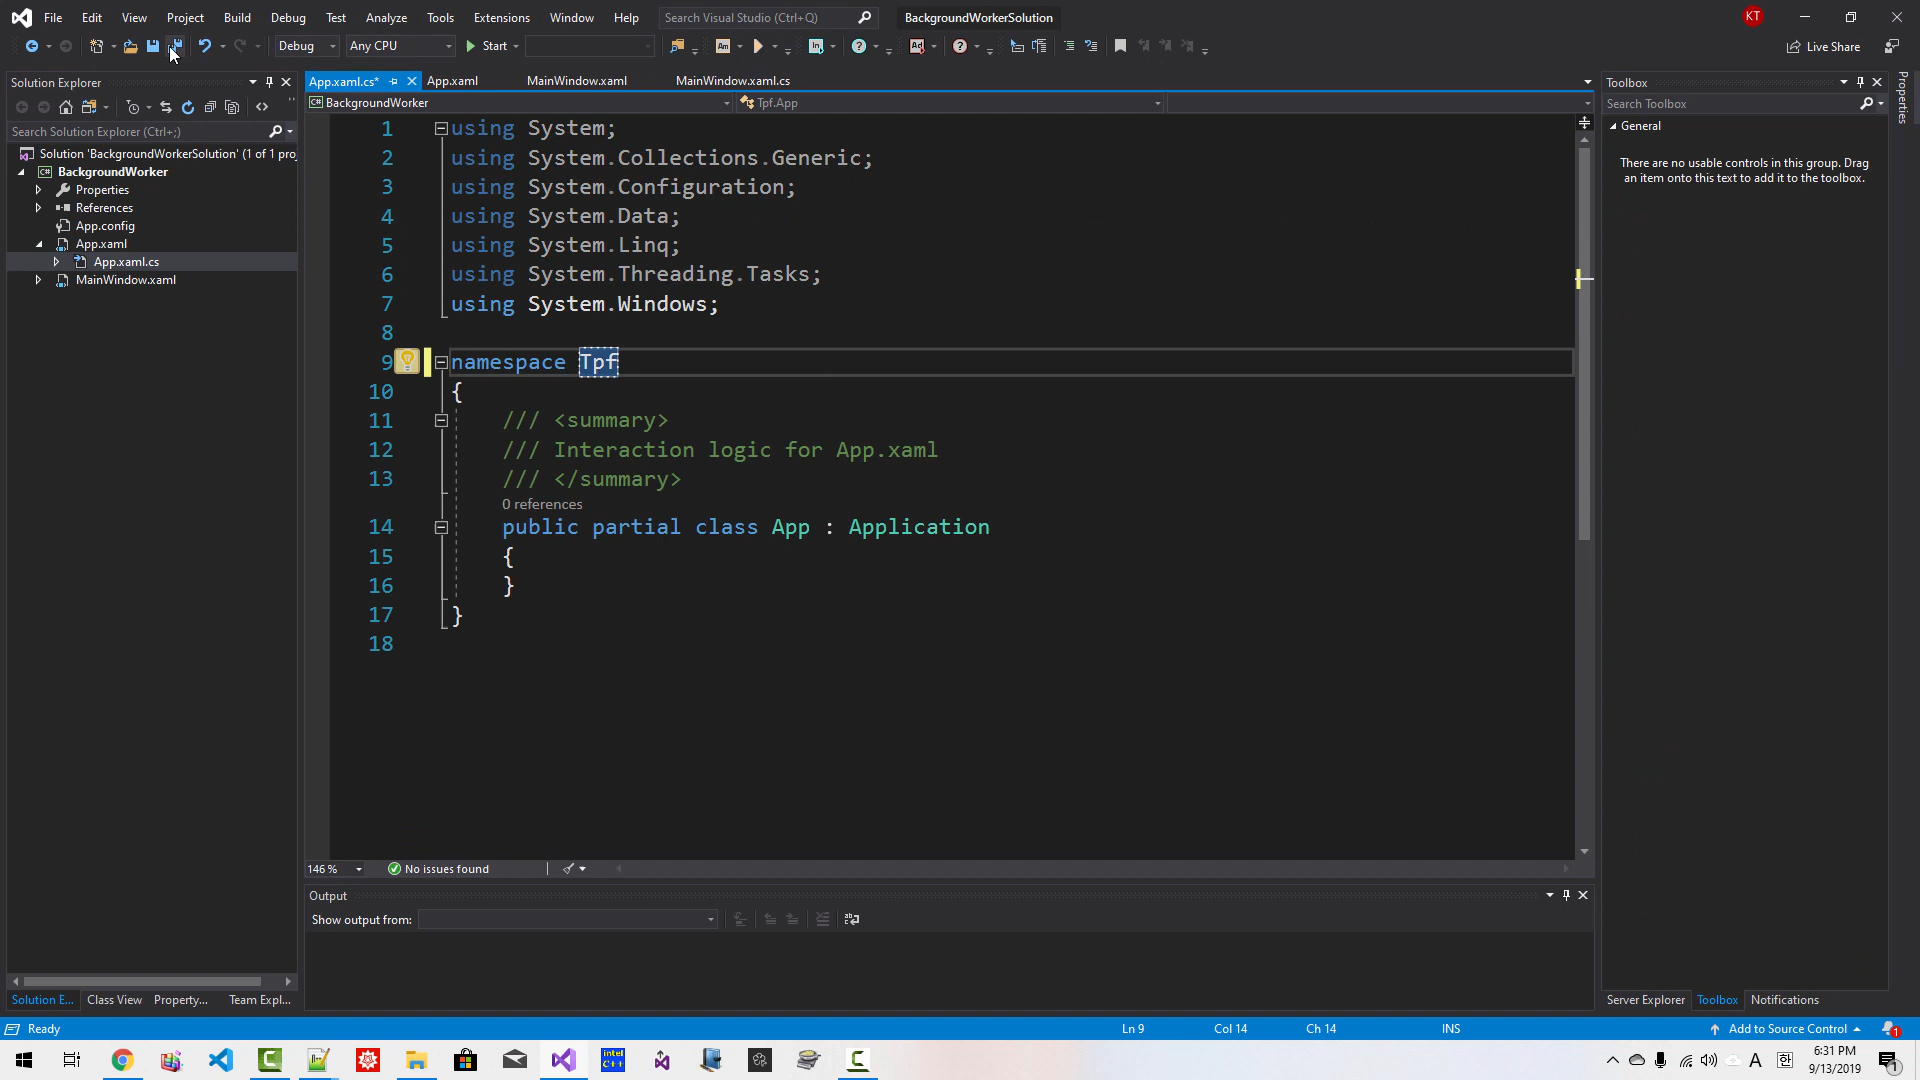 File Edit View Project Build Debug Test Analyze Tools Extensions Window Help Search Visual Studio (Ctrl+Q) BackgroundWorkerSolution KT
Debug Any CPU Start Live Share
Solution Explorer
Search Solution Explorer (Ctrl+;)
Solution 'BackgroundWorkerSolution' (1 of 1 proj
BackgroundWorker
Properties
References
App.config
App.xaml
App.xaml.cs
MainWindow.xaml
App.xaml.cs* App.xaml MainWindow.xaml MainWindow.xaml.cs
BackgroundWorker Tpf.App
1 using System;
2 using System.Collections.Generic;
3 using System.Configuration;
4 using System.Data;
5 using System.Linq;
6 using System.Threading.Tasks;
7 using System.Windows;
8
9 namespace Tpf
10 {
11 /// <summary>
12 /// Interaction logic for App.xaml
13 /// </summary>
0 references
14 public partial class App : Application
15 {
16 }
17 }
18
146 % No issues found
Output
Show output from:
Toolbox
Search Toolbox
General
There are no usable controls in this group. Drag
an item onto this text to add it to the toolbox.
Properties
Solution E... Class View Property... Team Expl...
Server Explorer Toolbox Notifications
Ready Ln 9 Col 14 Ch 14 INS Add to Source Control 1
intel C++
A 한 6:31 PM
9/13/2019 1